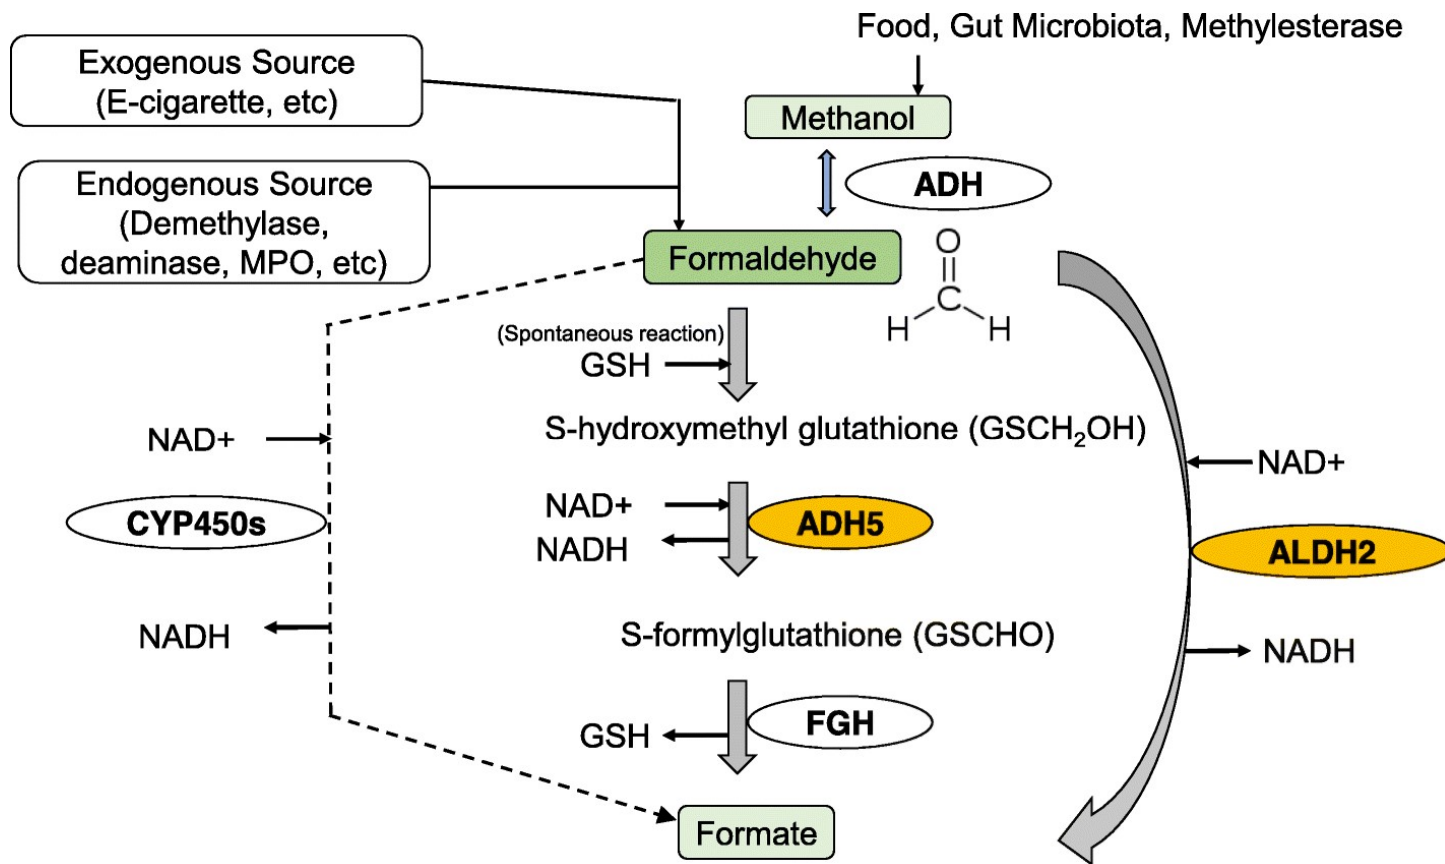 Food, Gut Microbiota, Methylesterase
Exogenous Source
(E-cigarette, etc)
Methanol
Endogenous Source
(Demethylase,
deaminase, MPO, etc)
ADH
Formaldehyde
O
C
H H
(Spontaneous reaction)
GSH
S-hydroxymethyl glutathione (GSCH₂OH)
NAD+
NAD+
NAD+
NADH
CYP450s
ADH5
ALDH2
NADH
S-formylglutathione (GSCHO)
NADH
GSH
FGH
Formate